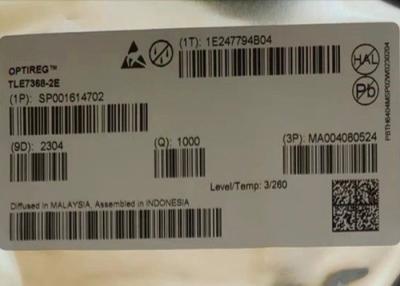 (1T): 1E247794B04
OPTIREG™
TLE7368-2E
(1P): SP001614702
HAL
Pb
(9D): 2304
(Q): 1000
(3P): MA004080524
Level/Temp: 3/260
Diffused in MALAYSIA, Assembled in INDONESIA